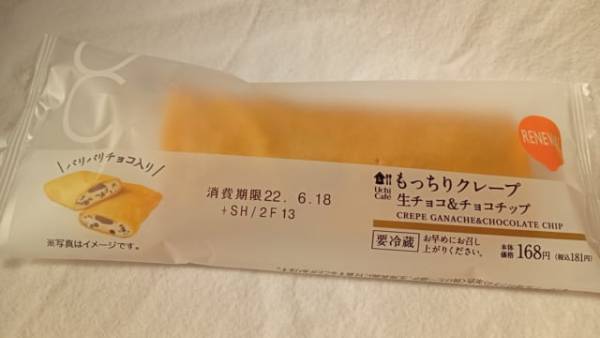 RENEWAL
パリパリチョコ入り
※写真はイメージです。
消費期限22. 6.18
+SH/2F13
Uchi
Café
もっちりクレープ
生チョコ&チョコチップ
CREPE GANACHE&CHOCOLATE CHIP
要冷蔵
お早めにお召し
上がりください。
本体
価格 168円(税込181円)